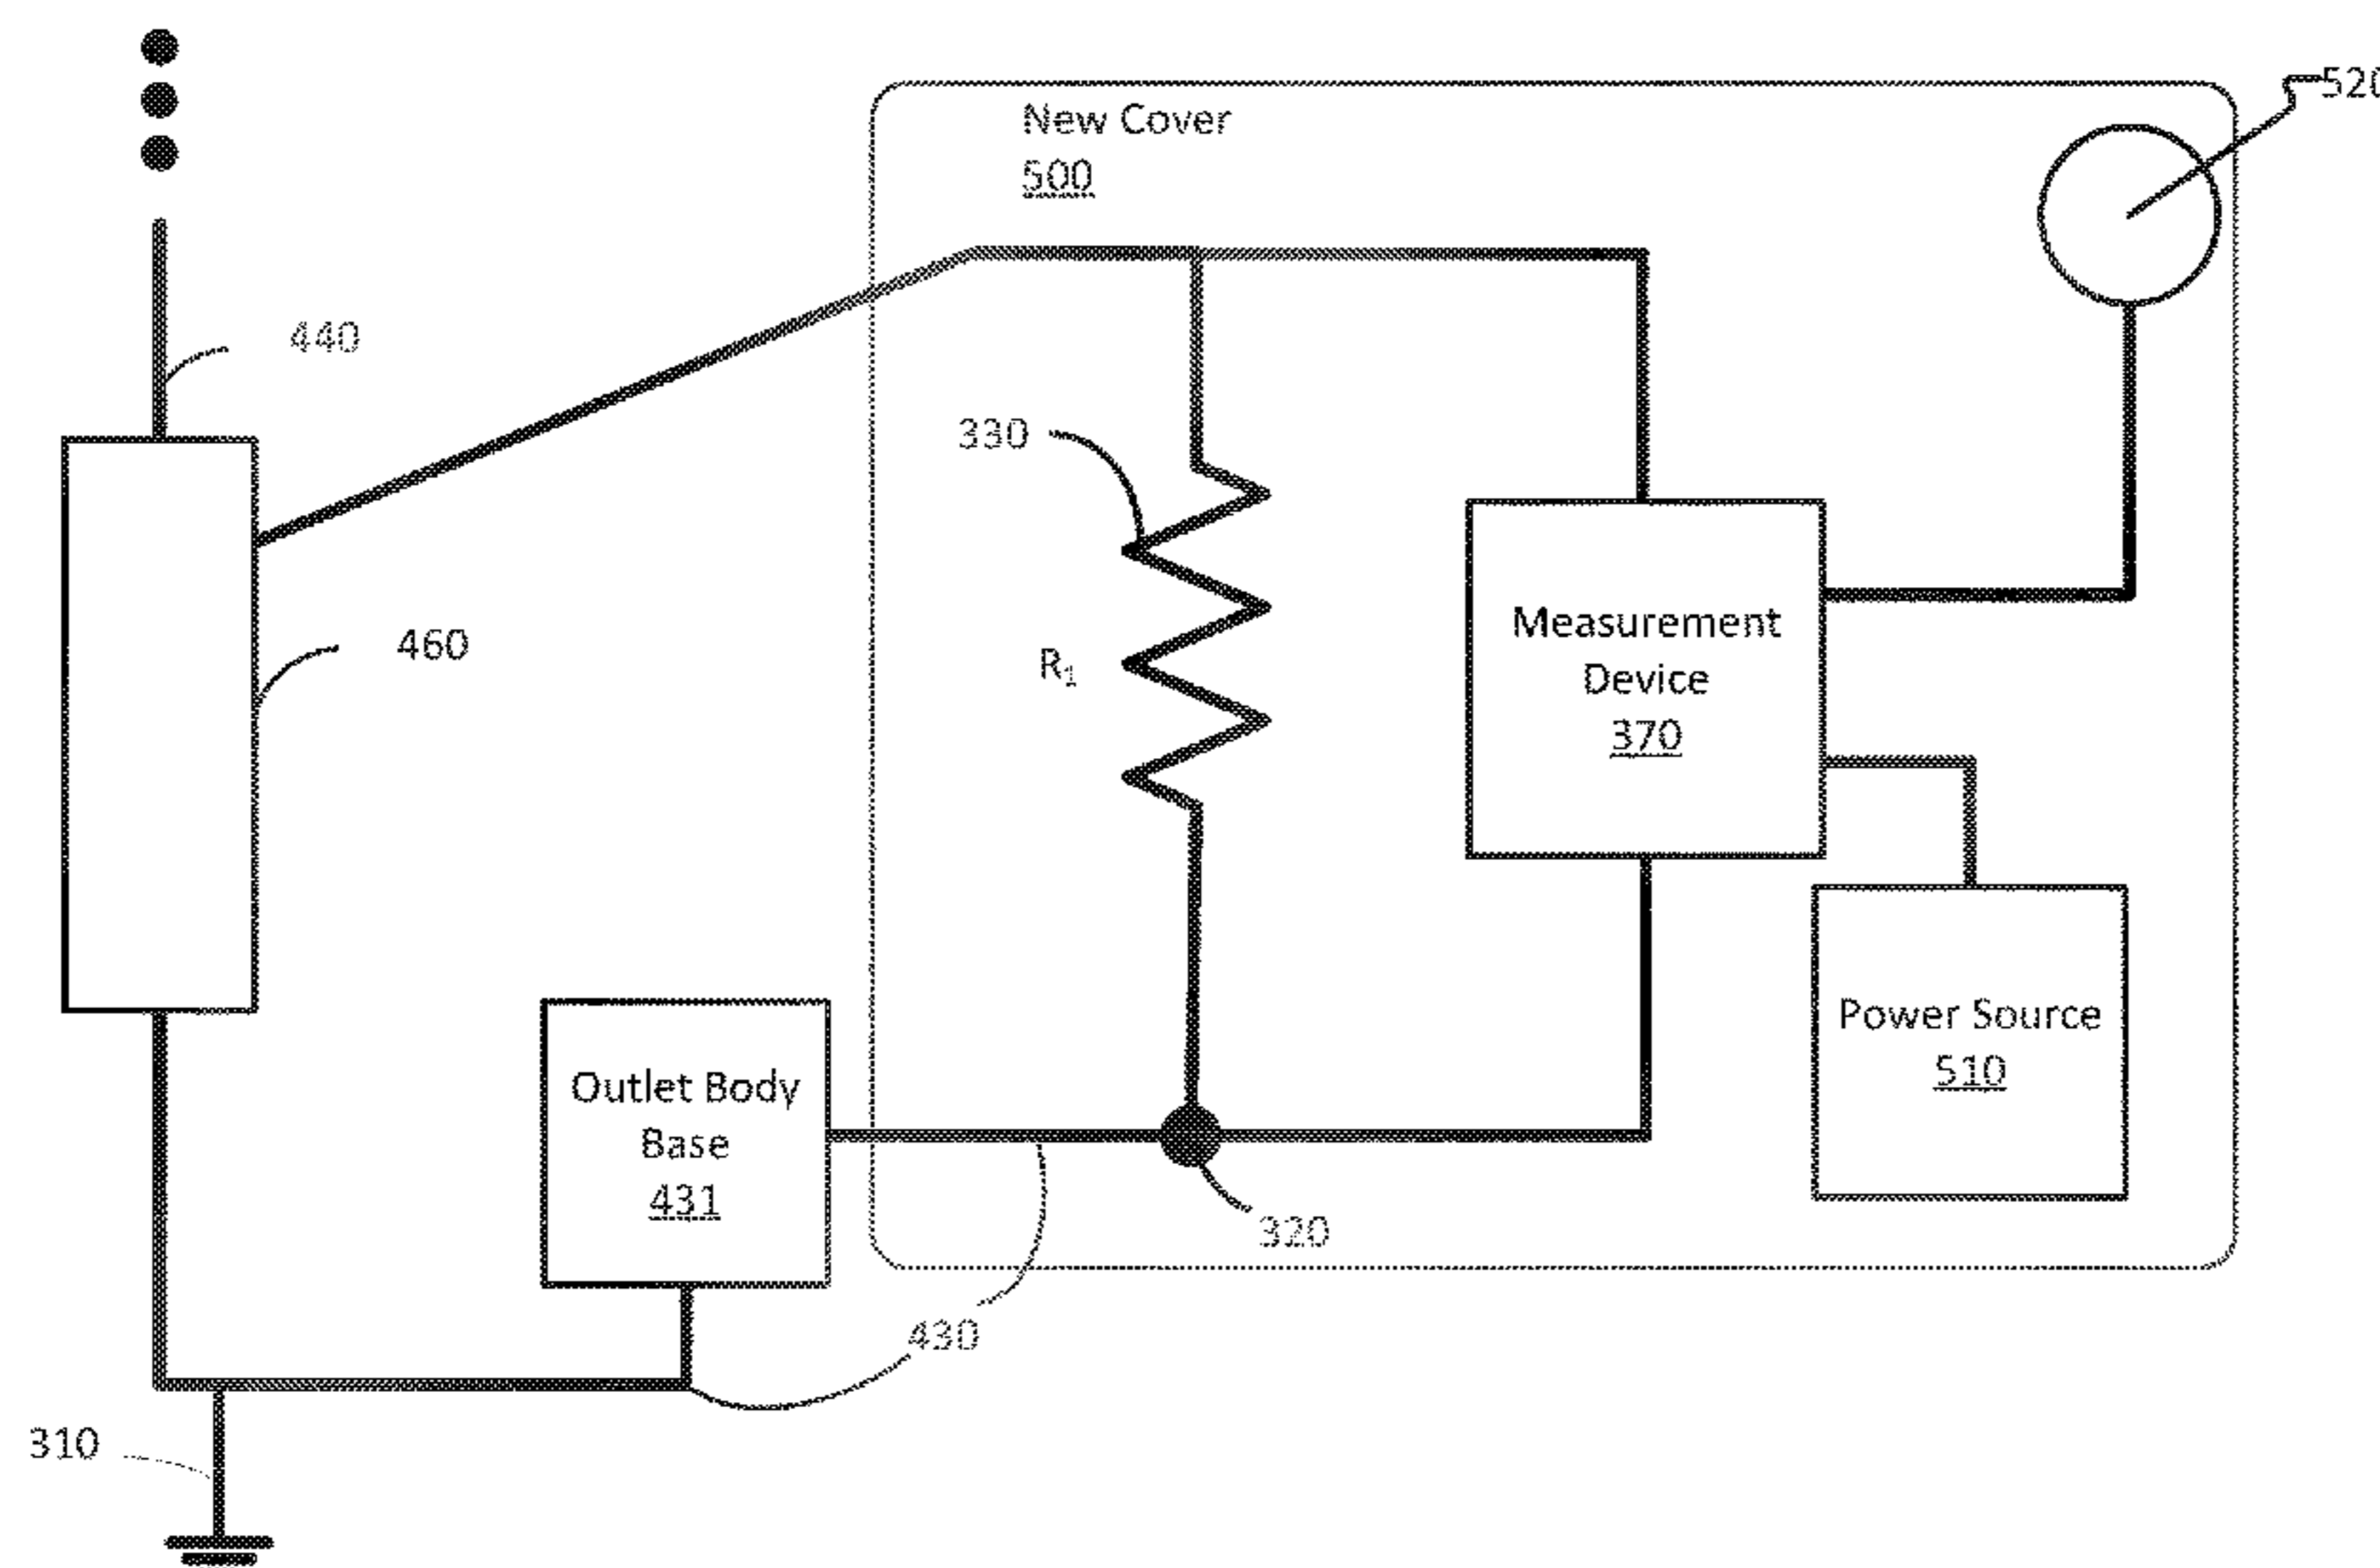 520
New Cover
500
440
330
460
R₁
Measurement
Device
370
Power Source
510
Outlet Body
Base
431
320
430
310